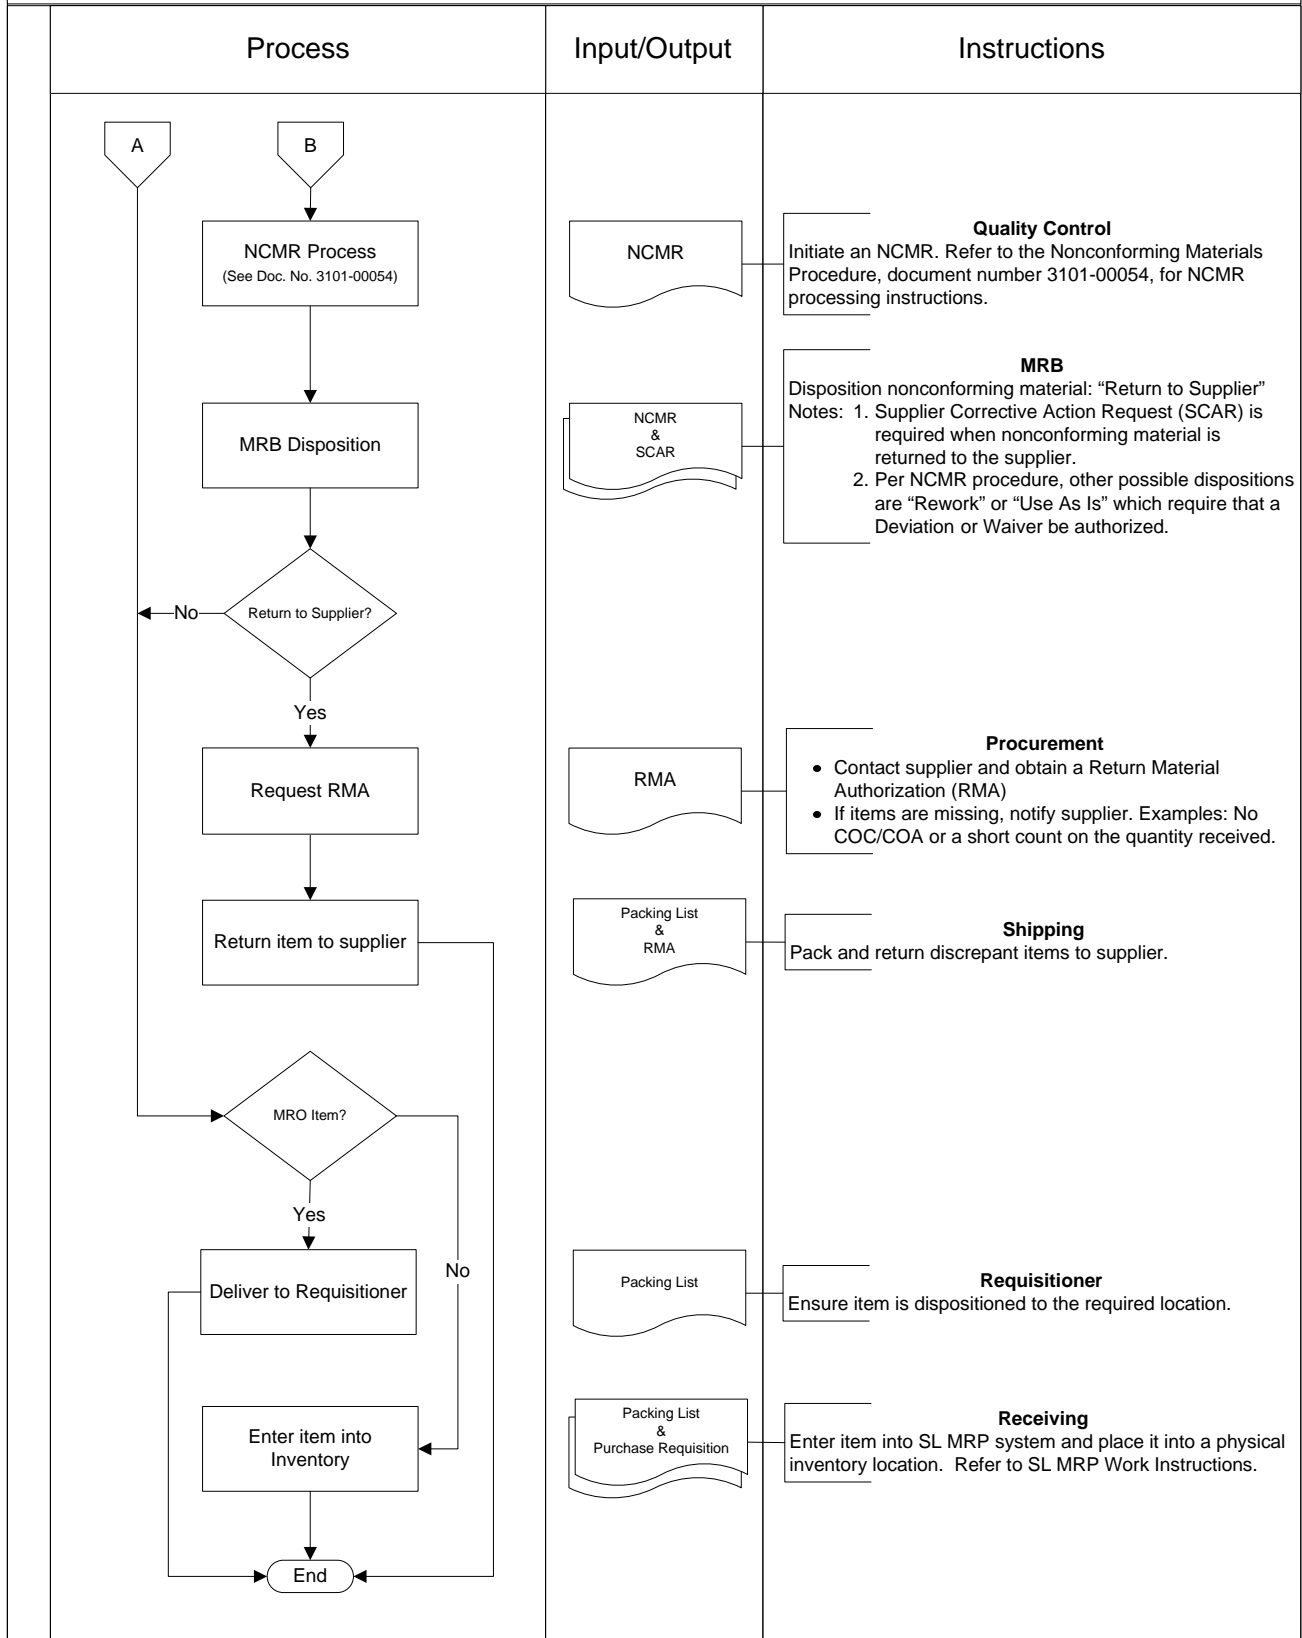 Process
Input/Output
Instructions
A
B
NCMR Process
(See Doc. No. 3101-00054)
NCMR
Quality Control
Initiate an NCMR. Refer to the Nonconforming Materials
Procedure, document number 3101-00054, for NCMR
processing instructions.
MRB Disposition
NCMR
&
SCAR
MRB
Disposition nonconforming material: “Return to Supplier”
Notes: 1. Supplier Corrective Action Request (SCAR) is
required when nonconforming material is
returned to the supplier.
2. Per NCMR procedure, other possible dispositions
are “Rework” or “Use As Is” which require that a
Deviation or Waiver be authorized.
Return to Supplier?
No
Yes
Request RMA
RMA
Procurement
• Contact supplier and obtain a Return Material
Authorization (RMA)
• If items are missing, notify supplier. Examples: No
COC/COA or a short count on the quantity received.
Return item to supplier
Packing List
&
RMA
Shipping
Pack and return discrepant items to supplier.
MRO Item?
Yes
No
Deliver to Requisitioner
Packing List
Requisitioner
Ensure item is dispositioned to the required location.
Enter item into
Inventory
Packing List
&
Purchase Requisition
Receiving
Enter item into SL MRP system and place it into a physical
inventory location.  Refer to SL MRP Work Instructions.
End